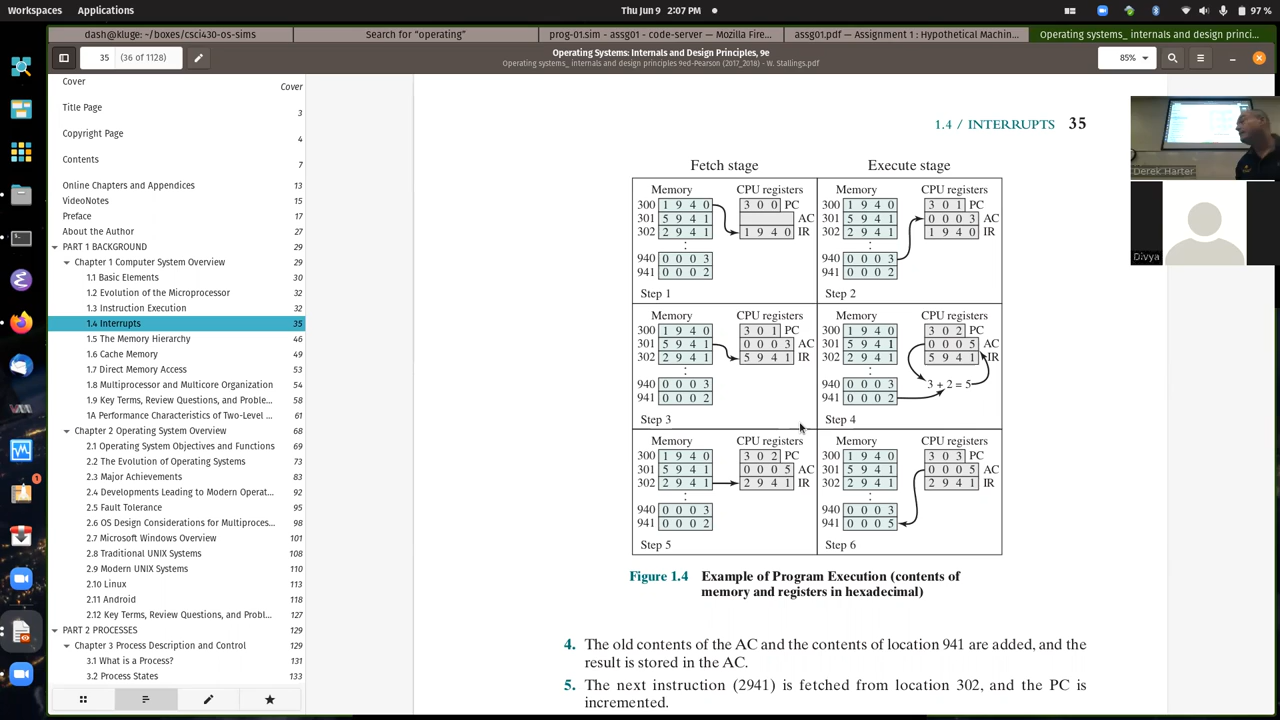 Workspaces Applications Thu Jun 9 2:07 PM 97 %
dash@kluge: ~/boxes/csci430-os-sims Search for “operating” prog-01.sim - assg01 - code-server — Mozilla Fire... assg01.pdf — Assignment 1 : Hypothetical Machin... Operating systems_ internals and design princi...
35 (36 of 1128) Operating Systems: Internals and Design Principles, 9e 85%
Operating systems_ internals and design principles 9ed-Pearson (2017_2018) - W. Stallings.pdf
Cover Cover
Title Page 3
Copyright Page 4
Contents 7
Online Chapters and Appendices 13
VideoNotes 15
Preface 17
About the Author 27
PART 1 BACKGROUND 29
Chapter 1 Computer System Overview 29
1.1 Basic Elements 30
1.2 Evolution of the Microprocessor 32
1.3 Instruction Execution 32
1.4 Interrupts 35
1.5 The Memory Hierarchy 46
1.6 Cache Memory 49
1.7 Direct Memory Access 53
1.8 Multiprocessor and Multicore Organization 54
1.9 Key Terms, Review Questions, and Proble... 58
1A Performance Characteristics of Two-Level ... 61
Chapter 2 Operating System Overview 68
2.1 Operating System Objectives and Functions 69
2.2 The Evolution of Operating Systems 73
2.3 Major Achievements 83
2.4 Developments Leading to Modern Operat... 92
2.5 Fault Tolerance 95
2.6 OS Design Considerations for Multiproces... 98
2.7 Microsoft Windows Overview 101
2.8 Traditional UNIX Systems 108
2.9 Modern UNIX Systems 110
2.10 Linux 113
2.11 Android 118
2.12 Key Terms, Review Questions, and Probl... 127
PART 2 PROCESSES 129
Chapter 3 Process Description and Control 129
3.1 What is a Process? 131
3.2 Process States 133
1.4 / INTERRUPTS 35
Fetch stage Execute stage
Memory CPU registers Memory CPU registers
300 1 9 4 0 3 0 0 PC 300 1 9 4 0 3 0 1 PC
301 5 9 4 1 AC 301 5 9 4 1 0 0 0 3 AC
302 2 9 4 1 1 9 4 0 IR 302 2 9 4 1 1 9 4 0 IR
940 0 0 0 3 940 0 0 0 3
941 0 0 0 2 941 0 0 0 2
Step 1 Step 2
Memory CPU registers Memory CPU registers
300 1 9 4 0 3 0 1 PC 300 1 9 4 0 3 0 2 PC
301 5 9 4 1 0 0 0 3 AC 301 5 9 4 1 0 0 0 5 AC
302 2 9 4 1 5 9 4 1 IR 302 2 9 4 1 5 9 4 1 IR
940 0 0 0 3 940 0 0 0 3 3 + 2 = 5
941 0 0 0 2 941 0 0 0 2
Step 3 Step 4
Memory CPU registers Memory CPU registers
300 1 9 4 0 3 0 2 PC 300 1 9 4 0 3 0 3 PC
301 5 9 4 1 0 0 0 5 AC 301 5 9 4 1 0 0 0 5 AC
302 2 9 4 1 2 9 4 1 IR 302 2 9 4 1 2 9 4 1 IR
940 0 0 0 3 940 0 0 0 3
941 0 0 0 2 941 0 0 0 5
Step 5 Step 6
Figure 1.4 Example of Program Execution (contents of
memory and registers in hexadecimal)
4. The old contents of the AC and the contents of location 941 are added, and the
result is stored in the AC.
5. The next instruction (2941) is fetched from location 302, and the PC is
incremented.
Derek Harter
Divya